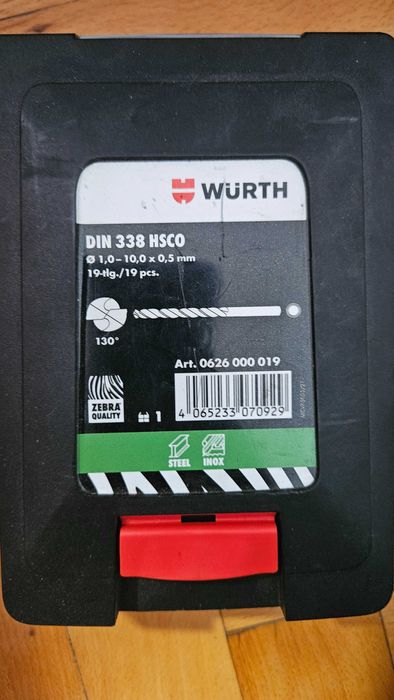 WÜRTH
DIN 338 HSCO
Ø 1,0 – 10,0 x 0,5 mm
19-tlg./19 pcs.
130°
Art. 0626 000 019
ZEBRA®
QUALITY
1
4 065233 070929
STEEL
INOX